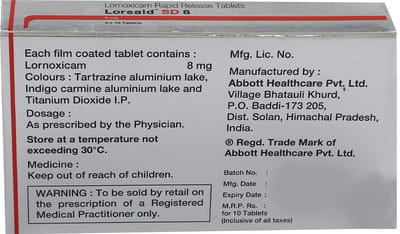 Lornoxicam Rapid Release Tablets
Lorsaid® SD 8
8 mg
Each film coated tablet contains :
Lornoxicam 8 mg
Colours : Tartrazine aluminium lake,
Indigo carmine aluminium lake and
Titanium Dioxide I.P.
Dosage :
As prescribed by the Physician.
Store at a temperature not
exceeding 30°C.
Medicine :
Keep out of reach of children.
WARNING : To be sold by retail on
the prescription of a Registered
Medical Practitioner only.
Mfg. Lic. No.
Manufactured by :
Abbott Healthcare Pvt. Ltd.
Village Bhatauli Khurd,
P.O. Baddi-173 205,
Dist. Solan, Himachal Pradesh,
India.
® Regd. Trade Mark of
Abbott Healthcare Pvt. Ltd.
Batch No. :
Mfg. Date :
Expiry Date :
M.R.P. Rs. :
for 10 Tablets
(Inclusive of all taxes)